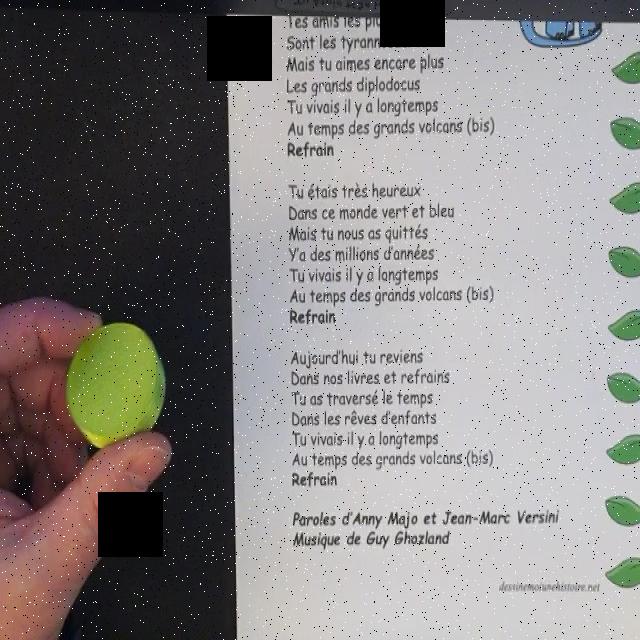 Tes amis les
Sont les
Mais tu aimes encore plus
Les grands diplodocus
Tu vivais il y a longtemps
Au temps des grands volcans (bis)
Refrain
Tu étais très heureux
Dans ce monde vert et bleu
Mais tu nous as quittés
Y'a des millions d'années
Tu vivais il y a longtemps
Au temps des grands volcans (bis)
Refrain
Aujourd'hui tu reviens
Dans nos livres et refrains
Tu as traversé le temps
Dans les rêves d'enfants
Tu vivais il y a longtemps
Au temps des grands volcans (bis)
Refrain
Paroles d'Anny Majo et Jean-Marc Versini
Musique de Guy Ghozland
dessinemoiunehistoire.net